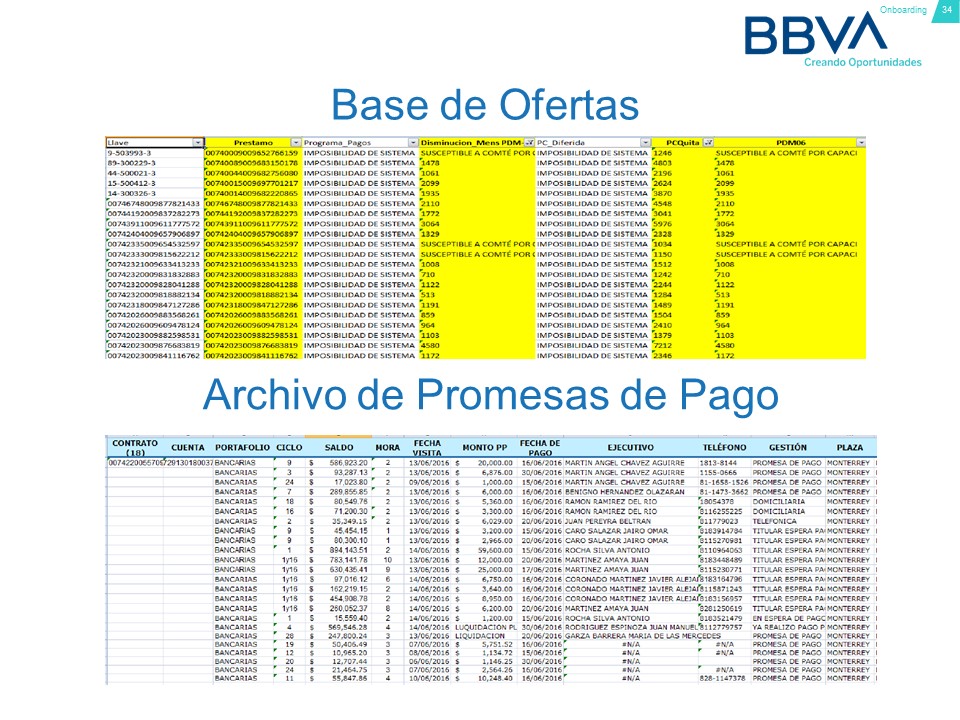 Onboarding 34
BBVA
Creando Oportunidades
Base de Ofertas
Llave Prestamo Programa_Pagos Disminucion_Mens PDM- PC_Diferida PCQuita PDM06
9-503993-3 00740009009652766159 IMPOSIBILIDAD DE SISTEMA SUSCEPTIBLE A COMTÉ POR C IMPOSIBILIDAD DE SISTEMA 1246 SUSCEPTIBLE A COMTÉ POR CAPACI
89-300229-3 00740089009683150178 IMPOSIBILIDAD DE SISTEMA 1478 IMPOSIBILIDAD DE SISTEMA 4803 1478
44-500021-3 00740044009682756080 IMPOSIBILIDAD DE SISTEMA 1061 IMPOSIBILIDAD DE SISTEMA 2196 1061
15-500412-3 00740015009697701217 IMPOSIBILIDAD DE SISTEMA 2099 IMPOSIBILIDAD DE SISTEMA 2624 2099
14-300326-3 00740014009682220865 IMPOSIBILIDAD DE SISTEMA 1935 IMPOSIBILIDAD DE SISTEMA 3870 1935
00746748009877821433 00746748009877821433 IMPOSIBILIDAD DE SISTEMA 2110 IMPOSIBILIDAD DE SISTEMA 4548 2110
00744192009837282273 00744192009837282273 IMPOSIBILIDAD DE SISTEMA 1772 IMPOSIBILIDAD DE SISTEMA 3041 1772
00743911009611777572 00743911009611777572 IMPOSIBILIDAD DE SISTEMA 3064 IMPOSIBILIDAD DE SISTEMA 5976 3064
00742404009657906897 00742404009657906897 IMPOSIBILIDAD DE SISTEMA 1329 IMPOSIBILIDAD DE SISTEMA 2328 1329
00742335009654532597 00742335009654532597 IMPOSIBILIDAD DE SISTEMA SUSCEPTIBLE A COMTÉ POR C IMPOSIBILIDAD DE SISTEMA 1034 SUSCEPTIBLE A COMTÉ POR CAPACI
00742333009815622212 00742333009815622212 IMPOSIBILIDAD DE SISTEMA SUSCEPTIBLE A COMTÉ POR C IMPOSIBILIDAD DE SISTEMA 1150 SUSCEPTIBLE A COMTÉ POR CAPACI
00742321009633413233 00742321009633413233 IMPOSIBILIDAD DE SISTEMA 1008 IMPOSIBILIDAD DE SISTEMA 1512 1008
00742320009831832883 00742320009831832883 IMPOSIBILIDAD DE SISTEMA 710 IMPOSIBILIDAD DE SISTEMA 1242 710
00742320009828041288 00742320009828041288 IMPOSIBILIDAD DE SISTEMA 1122 IMPOSIBILIDAD DE SISTEMA 2244 1122
00742320009818882134 00742320009818882134 IMPOSIBILIDAD DE SISTEMA 513 IMPOSIBILIDAD DE SISTEMA 1284 513
00742318009847127286 00742318009847127286 IMPOSIBILIDAD DE SISTEMA 1191 IMPOSIBILIDAD DE SISTEMA 1489 1191
00742026009883568261 00742026009883568261 IMPOSIBILIDAD DE SISTEMA 859 IMPOSIBILIDAD DE SISTEMA 1504 859
00742026009609478124 00742026009609478124 IMPOSIBILIDAD DE SISTEMA 964 IMPOSIBILIDAD DE SISTEMA 2410 964
00742023009882598531 00742023009882598531 IMPOSIBILIDAD DE SISTEMA 1103 IMPOSIBILIDAD DE SISTEMA 1379 1103
00742023009876683819 00742023009876683819 IMPOSIBILIDAD DE SISTEMA 4580 IMPOSIBILIDAD DE SISTEMA 7212 4580
00742023009841116762 00742023009841116762 IMPOSIBILIDAD DE SISTEMA 1172 IMPOSIBILIDAD DE SISTEMA 2346 1172
Archivo de Promesas de Pago
CONTRATO (18) CUENTA PORTAFOLIO CICLO SALDO MORA FECHA VISITA MONTO PP FECHA DE PAGO EJECUTIVO TELÉFONO GESTIÓN PLAZA
BANCARIAS 9 $ 586,923.20 2 13/06/2016 $ 20,000.00 16/06/2016 MARTIN ANGEL CHAVEZ AGUIRRE 1813-8144 PROMESA DE PAGO MONTERREY
BANCARIAS 3 $ 93,287.13 2 13/06/2016 $ 6,876.00 30/06/2016 MARTIN ANGEL CHAVEZ AGUIRRE 1155-0666 PROMESA DE PAGO MONTERREY
BANCARIAS 24 $ 17,023.80 2 09/06/2016 $ 1,000.00 15/06/2016 MARTIN ANGEL CHAVEZ AGUIRRE 81-1658-1526 PROMESA DE PAGO MONTERREY
BANCARIAS 7 $ 289,855.85 2 13/06/2016 $ 6,000.00 16/06/2016 BENIGNO HERNANDEZ OLAZARAN 81-1473-3662 PROMESA DE PAGO MONTERREY
BANCARIAS 18 $ 80,549.76 2 13/06/2016 $ 5,360.00 16/06/2016 RAMON RAMIREZ DEL RIO 18054378 DOMICILIARIA MONTERREY
BANCARIAS 16 $ 71,200.30 2 13/06/2016 $ 3,300.00 16/06/2016 RAMON RAMIREZ DEL RIO 8116255225 DOMICILIARIA MONTERREY
BANCARIAS 2 $ 35,349.15 2 13/06/2016 $ 6,029.00 20/06/2016 JUAN PEREYRA BELTRAN 811779023 TELEFONICA MONTERREY
BANCARIAS 9 $ 45,454.15 1 13/06/2016 $ 3,200.00 15/06/2016 CARO SALAZAR JAIRO OMAR 8183914784 TITULAR ESPERA PA MONTERREY
BANCARIAS 9 $ 80,300.10 1 13/06/2016 $ 2,966.00 20/06/2016 CARO SALAZAR JAIRO OMAR 8115270981 TITULAR ESPERA PA MONTERREY
BANCARIAS 1 $ 894,143.51 2 14/06/2016 $ 59,600.00 15/06/2016 ROCHA SILVA ANTONIO 8110964063 TITULAR ESPERA PA MONTERREY
BANCARIAS 1y16 $ 783,144.78 10 13/06/2016 $ 12,000.00 20/06/2016 MARTINEZ AMAYA JUAN 8183448489 TITULAR ESPERA PA MONTERREY
BANCARIAS 1y16 $ 630,435.41 9 13/06/2016 $ 25,000.00 17/06/2016 MARTINEZ AMAYA JUAN 8115230771 TITULAR ESPERA PA MONTERREY
BANCARIAS 1y16 $ 97,016.12 6 14/06/2016 $ 6,750.00 16/06/2016 CORONADO MARTINEZ JAVIER ALEJA 8183164796 TITULAR ESPERA PA MONTERREY
BANCARIAS 1y16 $ 162,219.15 2 14/06/2016 $ 3,640.00 16/06/2016 CORONADO MARTINEZ JAVIER ALEJA 8115871243 TITULAR ESPERA PA MONTERREY
BANCARIAS 1y16 $ 454,908.78 2 14/06/2016 $ 8,950.00 16/06/2016 CORONADO MARTINEZ JAVIER ALEJA 8183156957 TITULAR ESPERA PA MONTERREY
BANCARIAS 1y16 $ 260,052.37 8 14/06/2016 $ 6,200.00 20/06/2016 MARTINEZ AMAYA JUAN 8281250619 TITULAR ESPERA PA MONTERREY
BANCARIAS 1 $ 15,559.40 2 14/06/2016 $ 1,200.00 15/06/2016 ROCHA SILVA ANTONIO 8183521479 EN ESPERA DE PAGO MONTERREY
BANCARIAS 4 $ 569,546.28 4 14/06/2016 LUQUIDACION PL 30/06/2016 RODRIGUEZ ESPINOZA JUAN MANUEL 8112779757 YA REALIZO PAGO P MONTERREY
BANCARIAS 28 $ 247,800.24 3 13/06/2016 LIQUIDACION 20/06/2016 GARZA BARRERA MARIA DE LAS MERCEDES PROMESA DE PAGO MONTERREY
BANCARIAS 19 $ 50,406.49 3 07/06/2016 $ 5,751.52 16/06/2016 #N/A #N/A PROMESA DE PAGO MONTERREY
BANCARIAS 12 $ 10,965.20 3 08/06/2016 $ 1,134.72 15/06/2016 #N/A #N/A PROMESA DE PAGO MONTERREY
BANCARIAS 20 $ 12,707.44 3 06/06/2016 $ 1,146.25 30/06/2016 #N/A PROMESA DE PAGO MONTERREY
BANCARIAS 24 $ 21,464.75 3 07/06/2016 $ 2,564.26 15/06/2016 #N/A #N/A PROMESA DE PAGO MONTERREY
BANCARIAS 11 $ 55,847.86 4 10/06/2016 $ 10,248.40 16/06/2016 #N/A 828-1147378 PROMESA DE PAGO MONTERREY